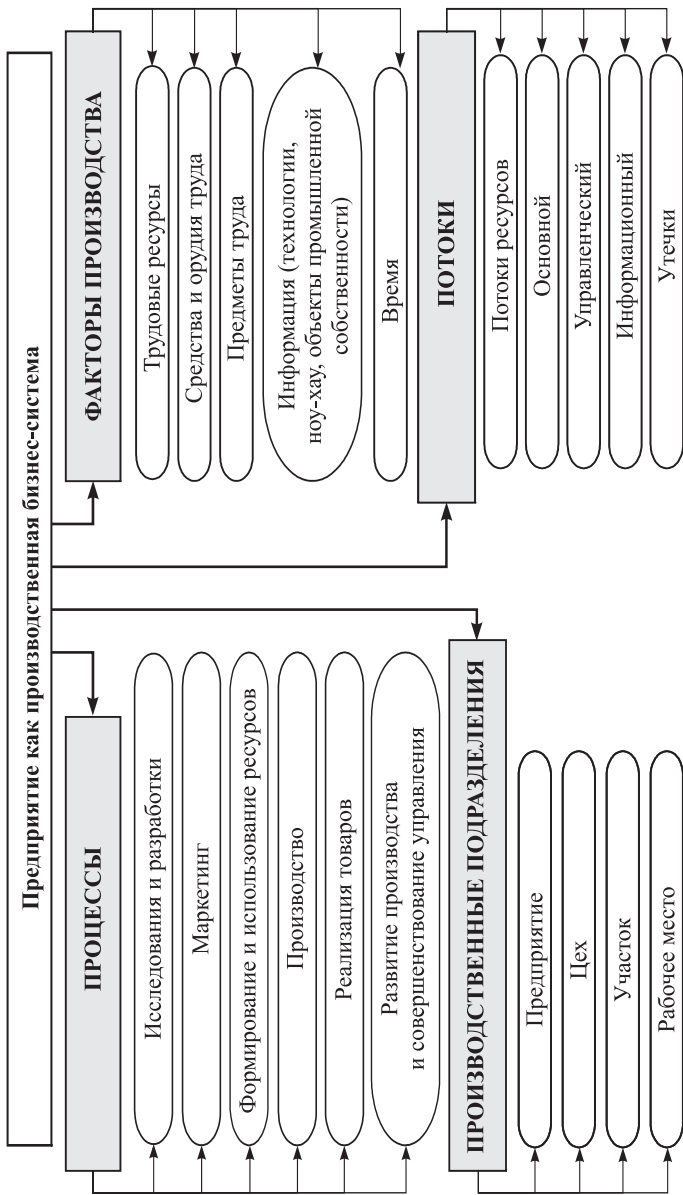 Предприятие как производственная бизнес-система
ПРОЦЕССЫ
Исследования и разработки
Маркетинг
Формирование и использование ресурсов
Производство
Реализация товаров
Развитие производства
и совершенствование управления
ПРОИЗВОДСТВЕННЫЕ ПОДРАЗДЕЛЕНИЯ
Предприятие
Цех
Участок
Рабочее место
ФАКТОРЫ ПРОИЗВОДСТВА
Трудовые ресурсы
Средства и орудия труда
Предметы труда
Информация (технологии,
ноу-хау, объекты промышленной
собственности)
Время
ПОТОКИ
Потоки ресурсов
Основной
Управленческий
Информационный
Утечки